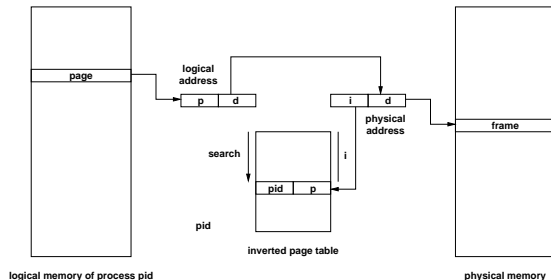 logical
address
page
p d
i d
physical
address
frame
search
i
pid p
pid
inverted page table
logical memory of process pid
physical memory